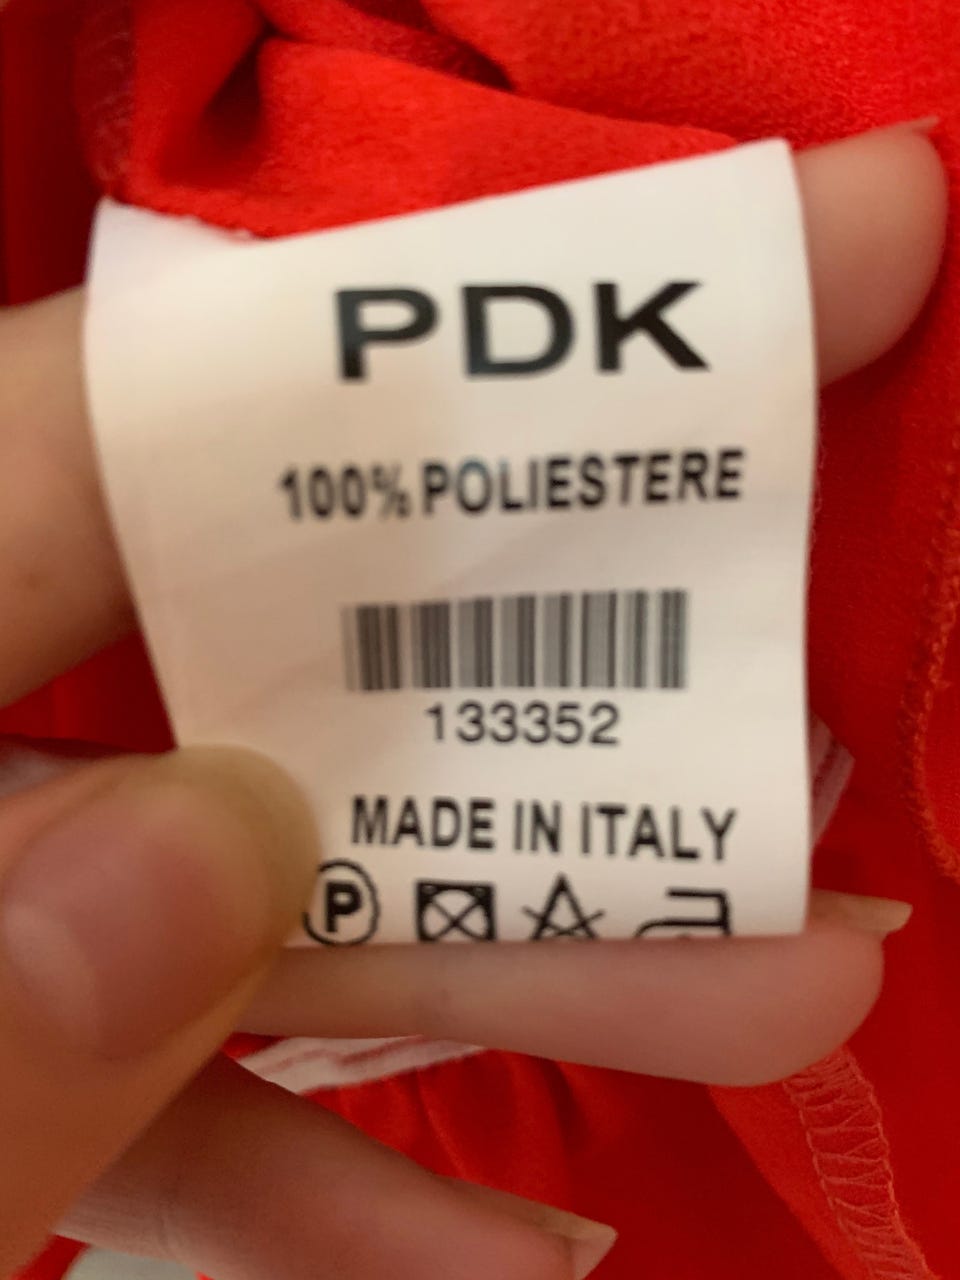 PDK
100% POLIESTERE
133352
MADE IN ITALY
P